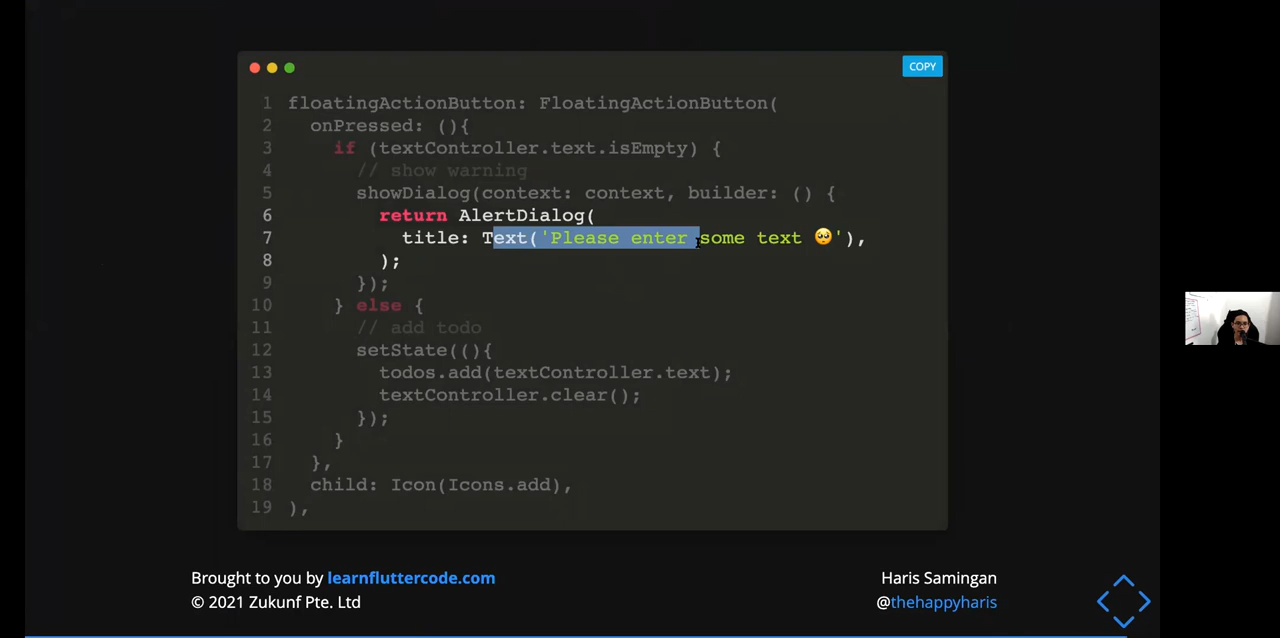 COPY
1 floatingActionButton: FloatingActionButton(
2 onPressed: (){
3 if (textController.text.isEmpty) {
4 // show warning
5 showDialog(context: context, builder: () {
6 return AlertDialog(
7 title: Text('Please enter some text 🥺'),
8 );
9 });
10 } else {
11 // add todo
12 setState((){
13 todos.add(textController.text);
14 textController.clear();
15 });
16 }
17 },
18 child: Icon(Icons.add),
19 ),
Brought to you by learnfluttercode.com
© 2021 Zukunf Pte. Ltd
Haris Samingan
@thehappyharis